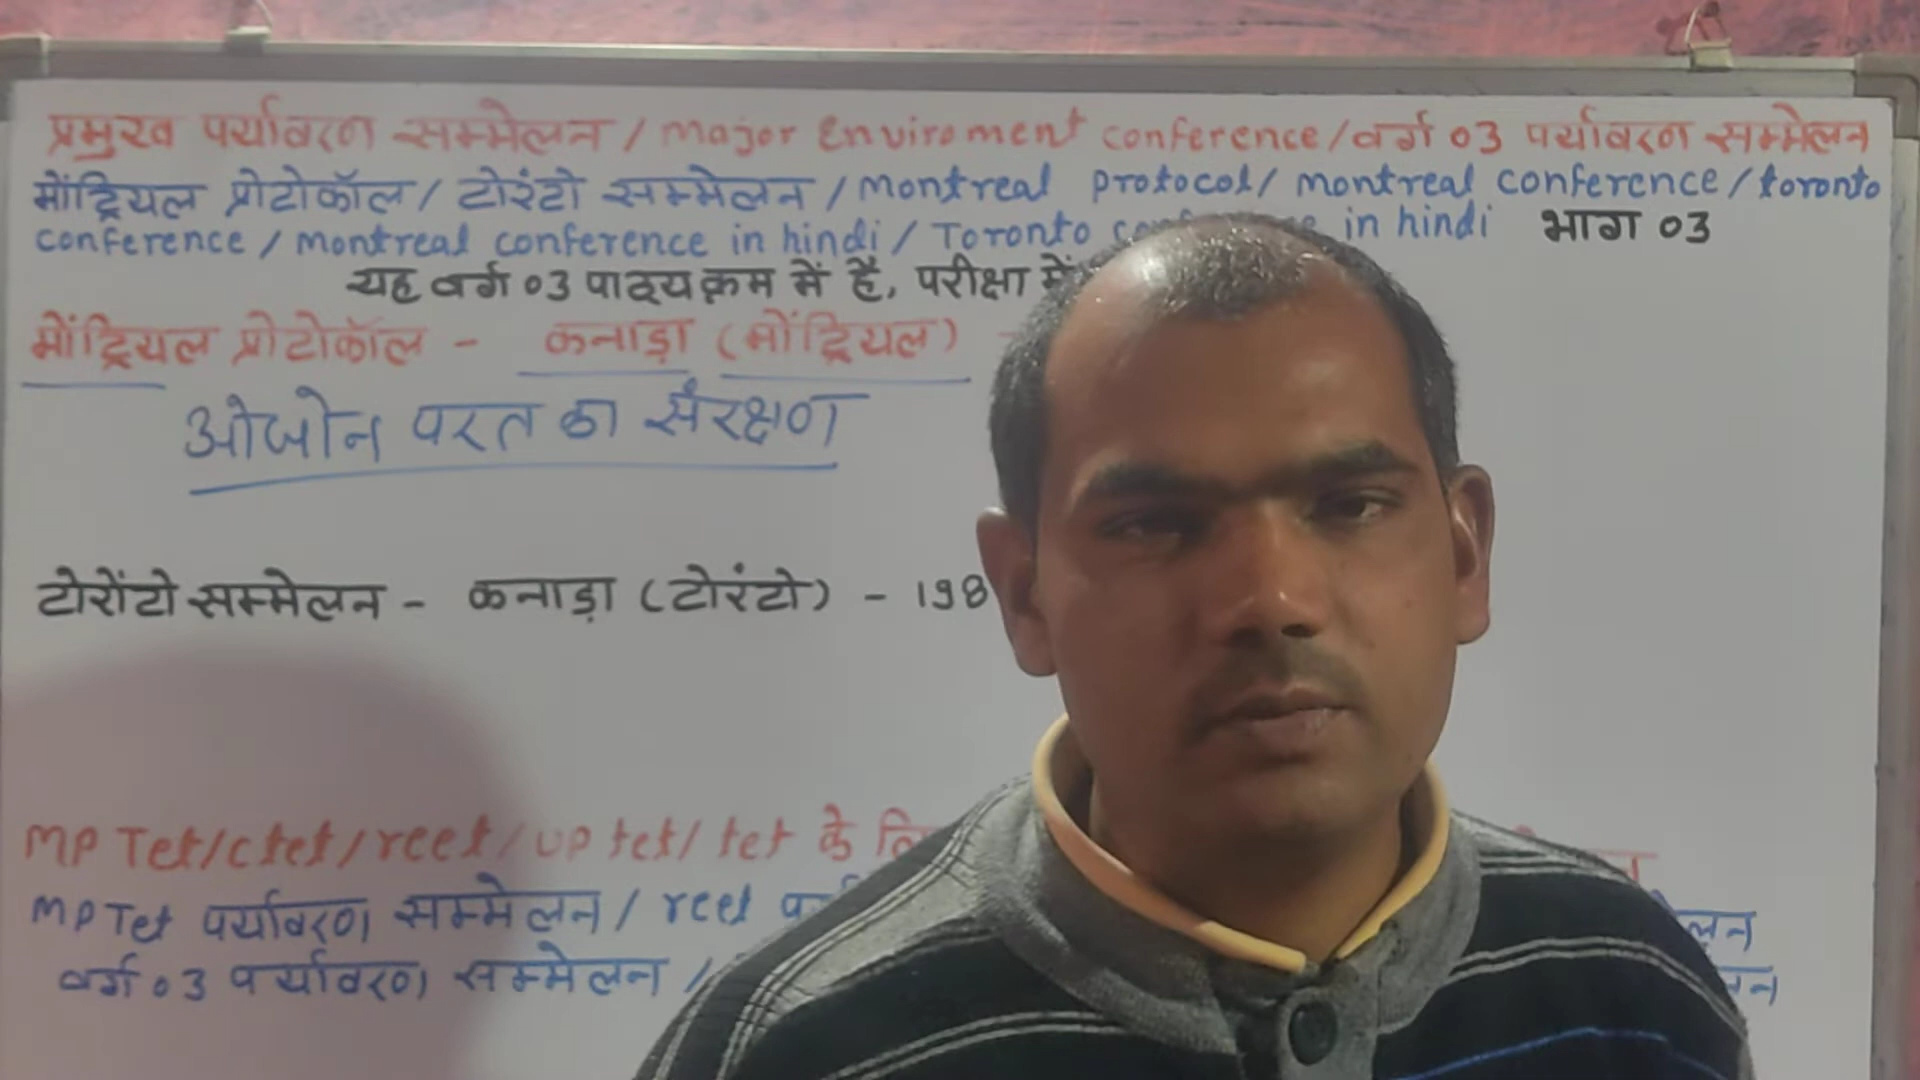 प्रमुख पर्यावरण सम्मेलन / major Enviroment conference / वर्ग 03 पर्यावरण सम्मेलन
मोंट्रियल प्रोटोकॉल / टोरंटो सम्मेलन / montreal protocol / montreal conference / toronto
conference / montreal conference in hindi / Toronto in hindi भाग 03
यह वर्ग 03 पाठ्यक्रम में है, परीक्षा में
मोंट्रियल प्रोटोकॉल - कनाड़ा (मोंट्रियल) -
ओजोन परत का संरक्षण
टोरोंटो सम्मेलन - कनाड़ा (टोरंटो) - 198
MP Tet/ctet/reet/up tet/tet के
MP Tet पर्यावरण सम्मेलन / reet
वर्ग 03 पर्यावरण सम्मेलन /